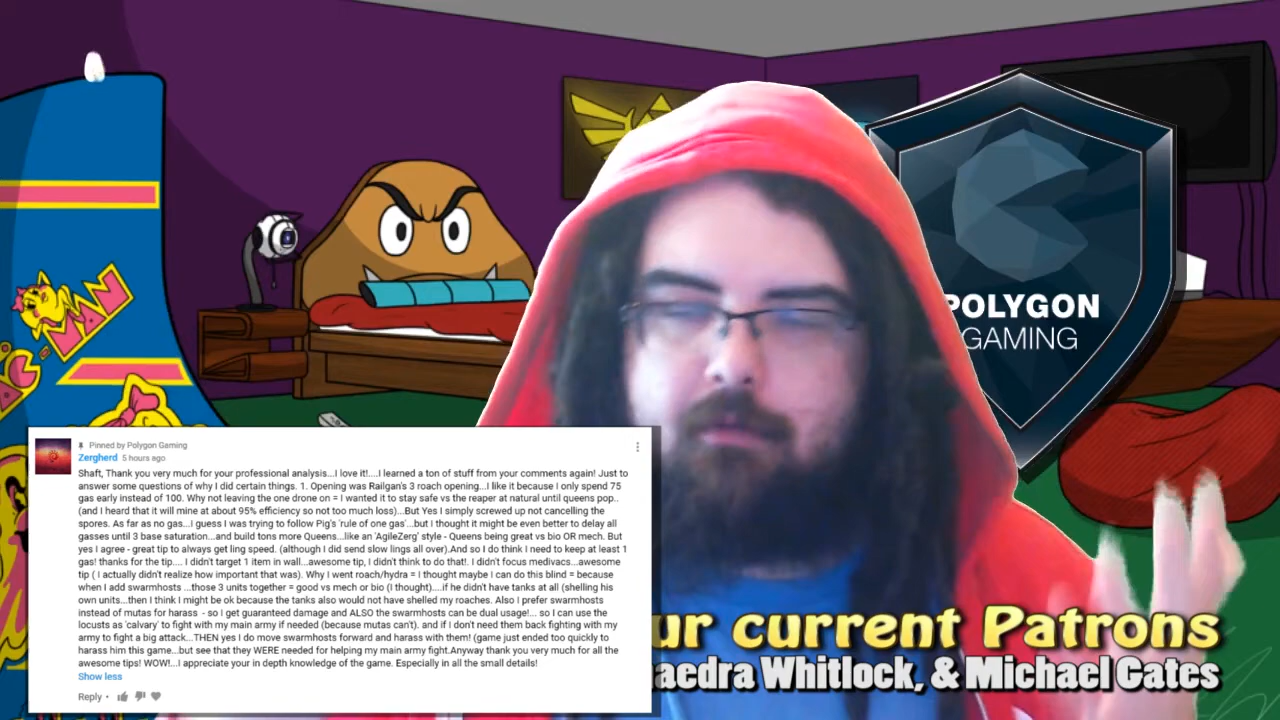 POLYGON
GAMING
MAN
Pinned by Polygon Gaming
Zergherd 5 hours ago
Shaft, Thank you very much for your professional analysis...I love it!....I learned a ton of stuff from your comments again! Just to
answer some questions of why I did certain things. 1. Opening was Railgan's 3 roach opening...I like it because I only spend 75
gas early instead of 100. Why not leaving the one drone on = I wanted it to stay safe vs the reaper at natural until queens pop..
(and I heard that it will mine at about 95% efficiency so not too much loss)...But Yes I simply screwed up not cancelling the
spores. As far as no gas...I guess I was trying to follow Pig's 'rule of one gas'...but I thought it might be even better to delay all
gasses until 3 base saturation...and build tons more Queens...like an 'AgileZerg' style - Queens being great vs bio OR mech. But
yes I agree - great tip to always get ling speed. (although I did send slow lings all over).And so I do think I need to keep at least 1
gas! thanks for the tip.... I didn't target 1 item in wall...awesome tip, I didn't think to do that!. I didn't focus medivacs...awesome
tip ( I actually didn't realize how important that was). Why I went roach/hydra = I thought maybe I can do this blind = because
when I add swarmhosts ...those 3 units together = good vs mech or bio (I thought)....if he didn't have tanks at all (shelling his
own units...then I think I might be ok because the tanks also would not have shelled my roaches. Also I prefer swarmhosts
instead of mutas for harass - so I get guaranteed damage and ALSO the swarmhosts can be dual usage!... so I can use the
locusts as 'calvary' to fight with my main army if needed (because mutas can't). and if I don't need them back fighting with my
army to fight a big attack...THEN yes I do move swarmhosts forward and harass with them! (game just ended too quickly to
harass him this game...but see that they WERE needed for helping my main army fight.Anyway thank you very much for all the
awesome tips! WOW!...I appreciate your in depth knowledge of the game. Especially in all the small details!
Show less
Reply •
ur current Patrons
aedra Whitlock, & Michael Gates